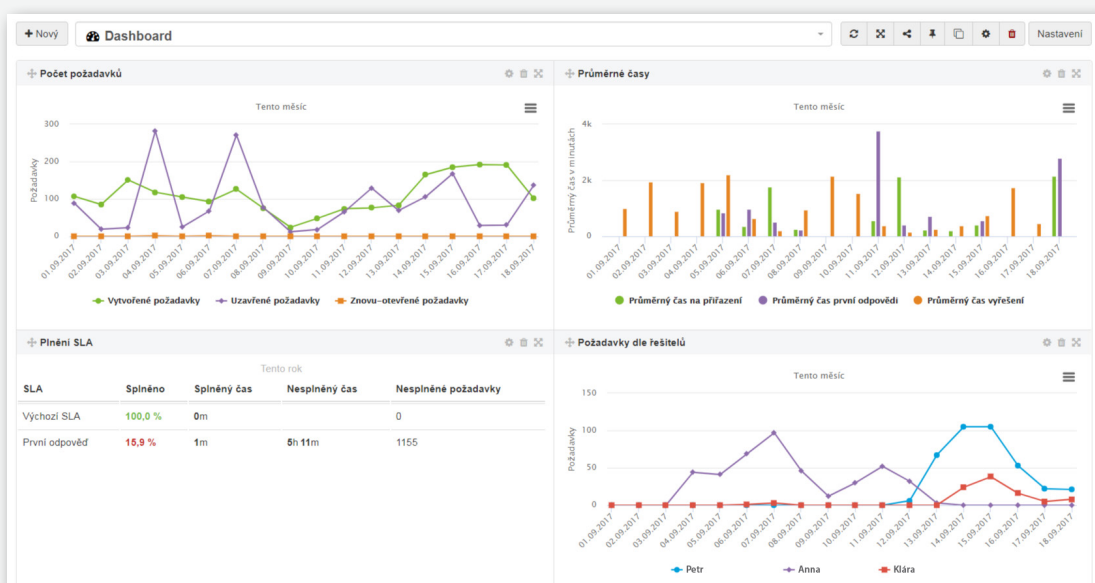 Nový
Dashboard
Nastavení
Počet požadavků
Tento měsíc
Požadavky
300
200
100
0
01.09.2017 02.09.2017 03.09.2017 04.09.2017 05.09.2017 06.09.2017 07.09.2017 08.09.2017 09.09.2017 10.09.2017 11.09.2017 12.09.2017 13.09.2017 14.09.2017 15.09.2017 16.09.2017 17.09.2017 18.09.2017
Vytvořené požadavky Uzavřené požadavky Znovu-otevřené požadavky
Průměrné časy
Tento měsíc
Průměrný čas v minutách
4k
2k
0
01.09.2017 02.09.2017 03.09.2017 04.09.2017 05.09.2017 06.09.2017 07.09.2017 08.09.2017 09.09.2017 10.09.2017 11.09.2017 12.09.2017 13.09.2017 14.09.2017 15.09.2017 16.09.2017 17.09.2017 18.09.2017
Průměrný čas na přiřazení Průměrný čas první odpovědi Průměrný čas vyřešení
Plnění SLA
Tento rok
SLA Splněno Splněný čas Nesplněný čas Nesplněné požadavky
Výchozí SLA 100,0 % 0m 0
První odpověď 15,9 % 1m 5h 11m 1155
Požadavky dle řešitelů
Tento měsíc
Požadavky
150
100
50
0
01.09.2017 02.09.2017 03.09.2017 04.09.2017 05.09.2017 06.09.2017 07.09.2017 08.09.2017 09.09.2017 10.09.2017 11.09.2017 12.09.2017 13.09.2017 14.09.2017 15.09.2017 16.09.2017 17.09.2017 18.09.2017
Petr Anna Klára